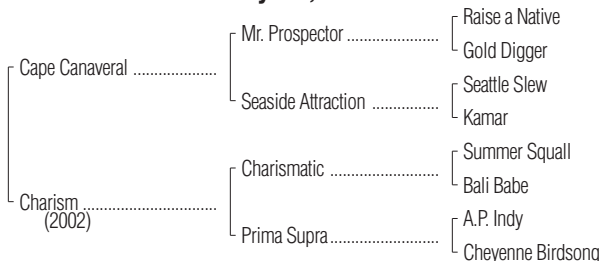 Raise a Native
Mr. Prospector ....................
Gold Digger
Cape Canaveral ..................
Seattle Slew
Seaside Attraction ..............
Kamar
Summer Squall
Charismatic .......................
Bali Babe
Charism .............................
(2002)
A.P. Indy
Prima Supra.......................
Cheyenne Birdsong